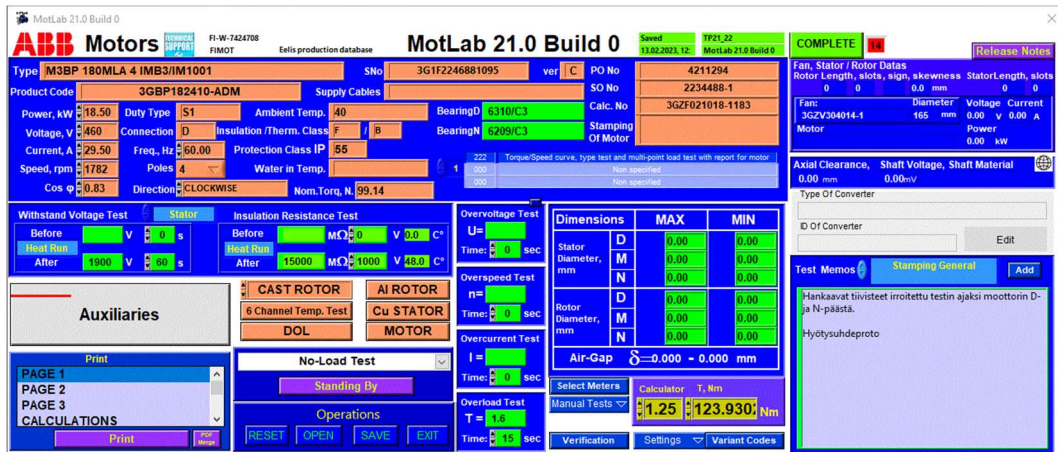 MotLab 21.0 Build 0
ABB Motors TECHNICAL SUPPORT
FI-W-7424708
FIMOT
Eelis production database
MotLab 21.0 Build 0
Saved
13.02.2023, 12:
TP21_22
MotLab 21.0 Build 0
COMPLETE
14
Release Notes
Type M3BP 180MLA 4 IMB3/IM1001 SNo 3G1F2246881095 ver C PO No 4211294
Product Code 3GBP182410-ADM Supply Cables SO No 2234488-1
Power, kW 18.50 Duty Type S1 Ambient Temp. 40 BearingD 6310/C3 Calc. No 3GZF021018-1183
Voltage, V 460 Connection D Insulation /Therm. Class F / B BearingN 6209/C3 Stamping Of Motor
Current, A 29.50 Freq., Hz 60.00 Protection Class IP 55
Speed, rpm 1782 Poles 4 Water in Temp.
Cos φ 0.83 Direction CLOCKWISE Nom.Torq, N. 99.14
1
222 Torque/Speed curve, type test and multi-point load test with report for motor
000 Non specified
000 Non specified
Fan, Stator / Rotor Datas
Rotor Length, slots, sign, skewness StatorLength, slots
0 0 0.0 mm 0 0
Fan: Diameter Voltage Current
3GZV304014-1 165 mm 0.00 V 0.00 A
Motor Power
0.00 kW
Axial Clearance, Shaft Voltage, Shaft Material
0.00 mm 0.00mV
Type Of Converter
ID Of Converter
Edit
Test Memos Stamping General Add
Hankaavat tiivisteet irroitettu testin ajaksi moottorin D-
ja N-päästä.
Hyötysuhdeproto
Withstand Voltage Test Stator
Before V 0 s
Heat Run
After 1900 V 60 s
Insulation Resistance Test
Before MΩ 0 V 0.0 C°
Heat Run
After 15000 MΩ 1000 V 48.0 C°
Auxiliaries
CAST ROTOR Al ROTOR
6 Channel Temp. Test Cu STATOR
DOL MOTOR
Print
PAGE 1
PAGE 2
PAGE 3
CALCULATIONS
Print PDF Merge
No-Load Test
Standing By
Operations
RESET OPEN SAVE EXIT
Overvoltage Test
U=
Time: 0 sec
Overspeed Test
n=
Time: 0 sec
Overcurrent Test
I =
Time: 0 sec
Overload Test
T = 1.6
Time: 15 sec
Dimensions MAX MIN
Stator Diameter, mm
D 0.00 0.00
M 0.00 0.00
N 0.00 0.00
Rotor Diameter, mm
D 0.00 0.00
M 0.00 0.00
N 0.00 0.00
Air-Gap δ=0.000 - 0.000 mm
Select Meters
Manual Tests
Calculator T, Nm
1.25 123.930: Nm
Verification Settings Variant Codes